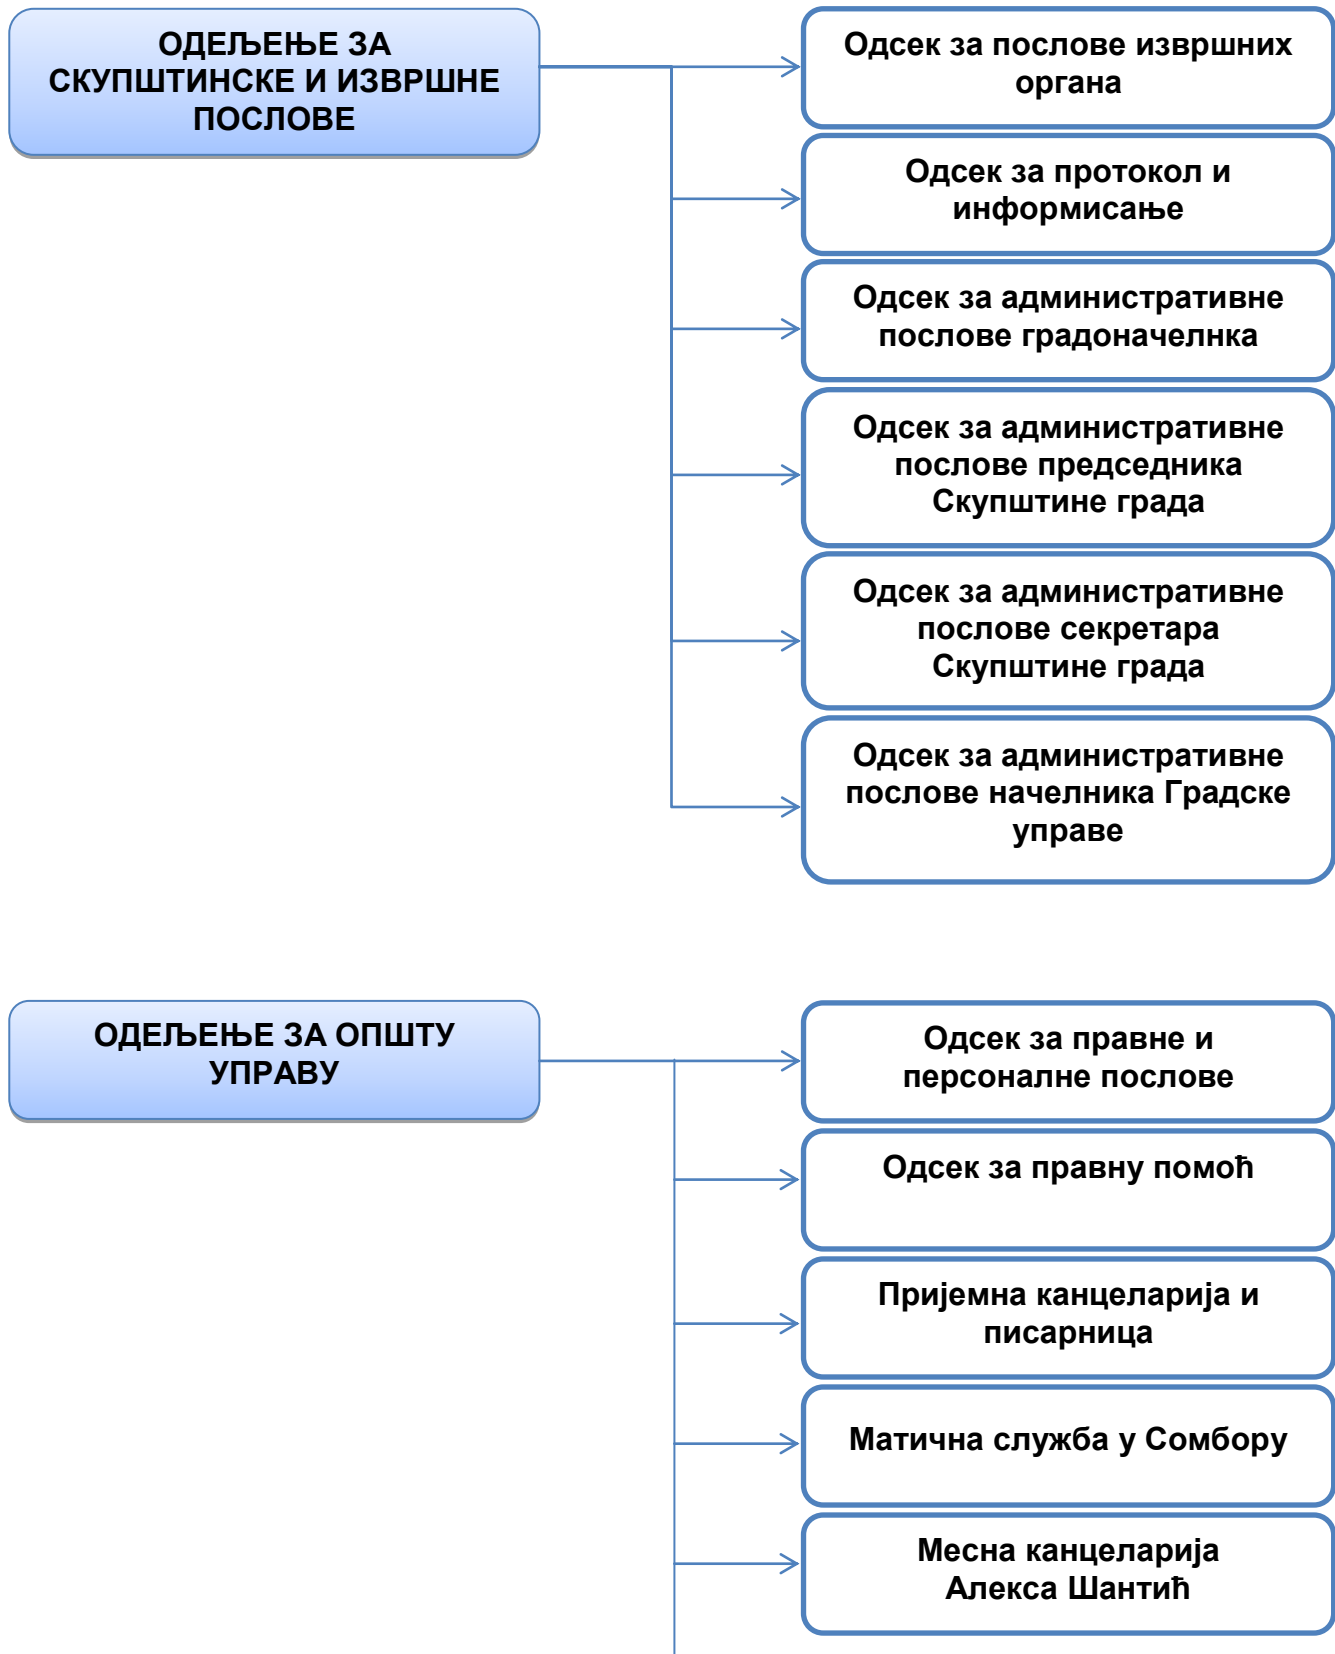 ОДЕЉЕЊЕ ЗА
СКУПШТИНСКЕ И ИЗВРШНЕ
ПОСЛОВЕ
Одсек за послове извршних
органа
Одсек за протокол и
информисање
Одсек за административне
послове градоначелнка
Одсек за административне
послове председника
Скупштине града
Одсек за административне
послове секретара
Скупштине града
Одсек за административне
послове начелника Градске
управе
ОДЕЉЕЊЕ ЗА ОПШТУ
УПРАВУ
Одсек за правне и
персоналне послове
Одсек за правну помоћ
Пријемна канцеларија и
писарница
Матична служба у Сомбору
Месна канцеларија
Алекса Шантић